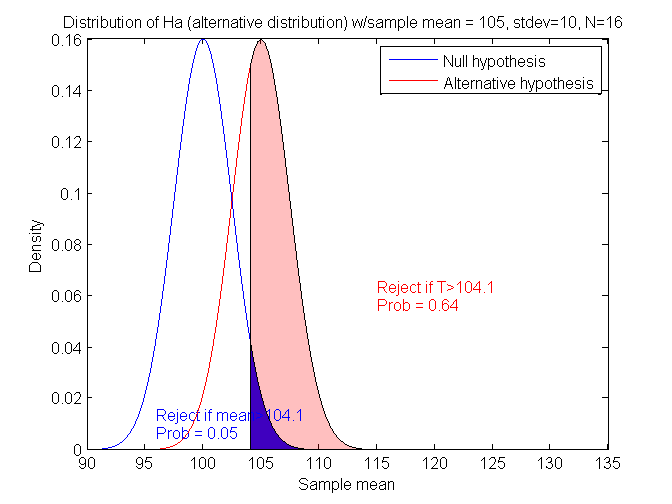 Distribution of Ha (alternative distribution) w/sample mean = 105, stdev=10, N=16
0.16
0.14
0.12
0.1
0.08
0.06
0.04
0.02
0
Density
Null hypothesis
Alternative hypothesis
Reject if T>104.1
Prob = 0.64
Reject if mean>104.1
Prob = 0.05
90 95 100 105 110 115 120 125 130 135
Sample mean